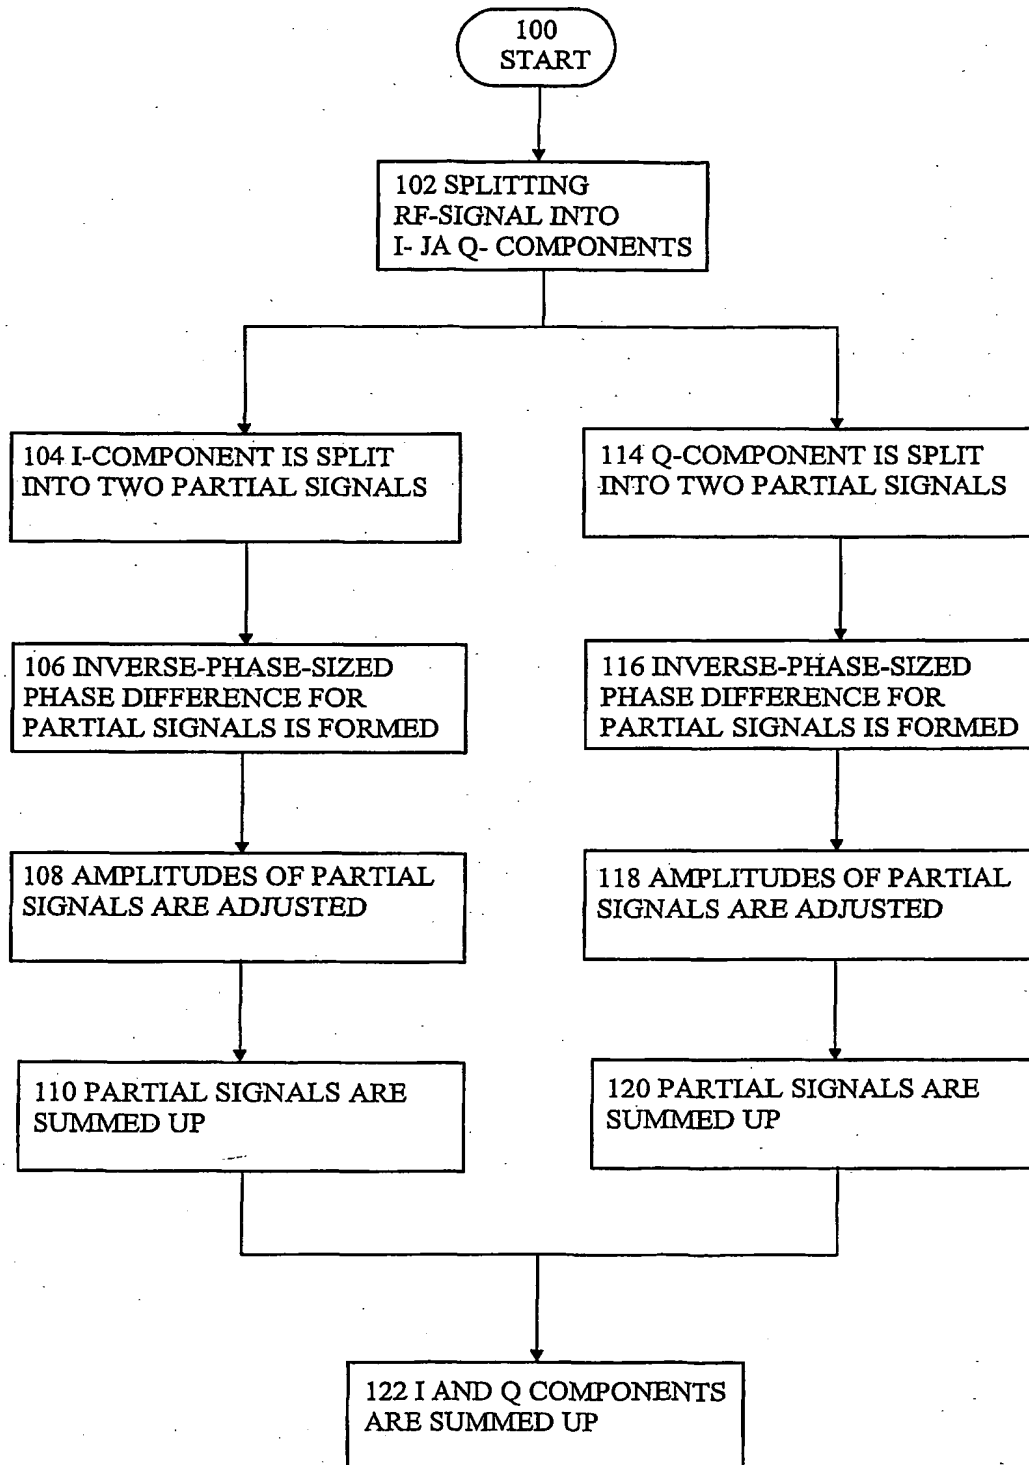 100
START
102 SPLITTING
RF-SIGNAL INTO
I- JA Q- COMPONENTS
104 I-COMPONENT IS SPLIT
INTO TWO PARTIAL SIGNALS
106 INVERSE-PHASE-SIZED
PHASE DIFFERENCE FOR
PARTIAL SIGNALS IS FORMED
108 AMPLITUDES OF PARTIAL
SIGNALS ARE ADJUSTED
110 PARTIAL SIGNALS ARE
SUMMED UP
114 Q-COMPONENT IS SPLIT
INTO TWO PARTIAL SIGNALS
116 INVERSE-PHASE-SIZED
PHASE DIFFERENCE FOR
PARTIAL SIGNALS IS FORMED
118 AMPLITUDES OF PARTIAL
SIGNALS ARE ADJUSTED
120 PARTIAL SIGNALS ARE
SUMMED UP
122 I AND Q COMPONENTS
ARE SUMMED UP